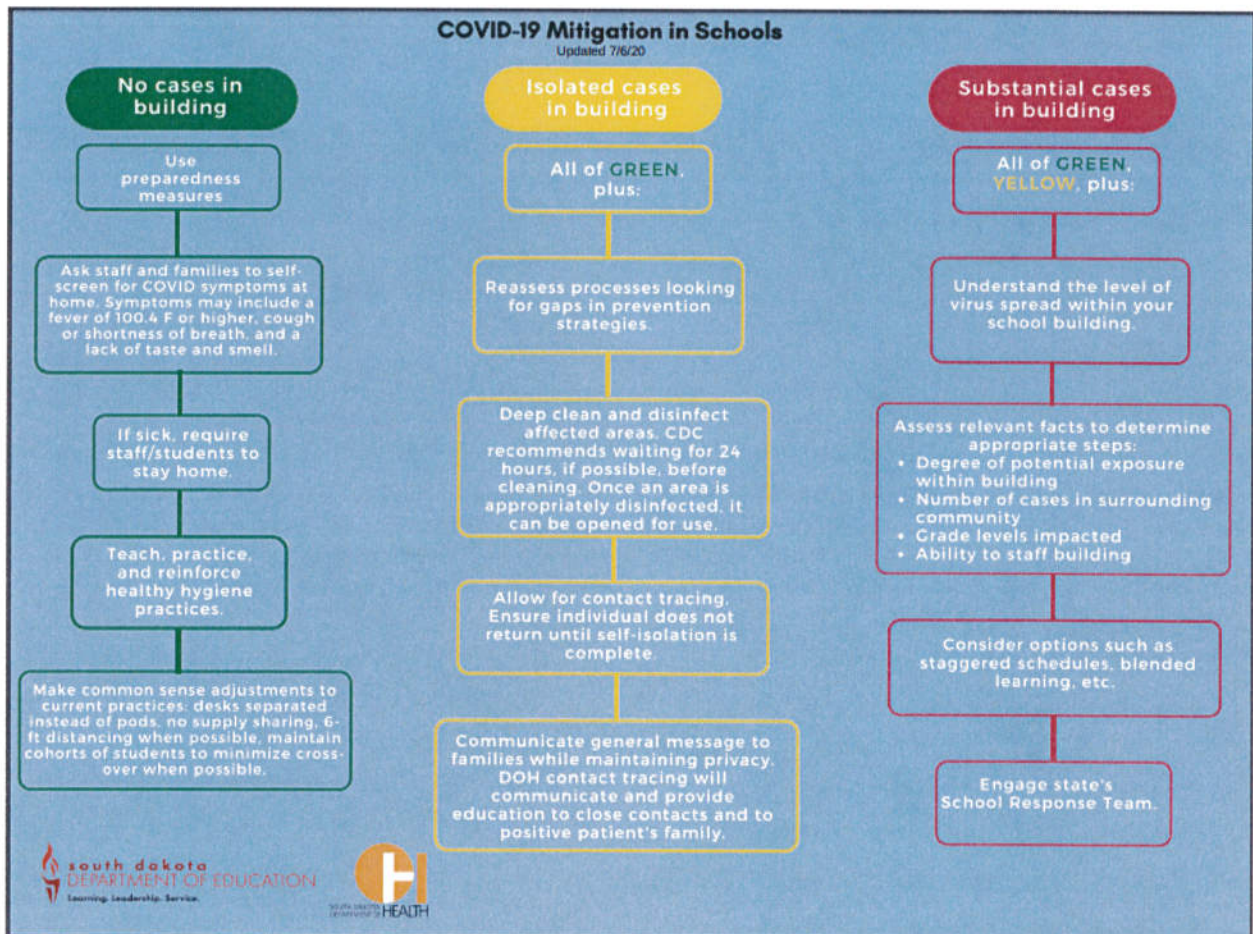 COVID-19 Mitigation in Schools
Updated 7/6/20
No cases in
building
Use
preparedness
measures
Ask staff and families to self-
screen for COVID symptoms at
home. Symptoms may include a
fever of 100.4 F or higher, cough
or shortness of breath, and a
lack of taste and smell.
If sick, require
staff/students to
stay home.
Teach, practice,
and reinforce
healthy hygiene
practices.
Make common sense adjustments to
current practices: desks separated
instead of pods, no supply sharing, 6-
ft distancing when possible, maintain
cohorts of students to minimize cross-
over when possible.
Isolated cases
in building
All of GREEN,
plus:
Reassess processes looking
for gaps in prevention
strategies.
Deep clean and disinfect
affected areas. CDC
recommends waiting for 24
hours, if possible, before
cleaning. Once an area is
appropriately disinfected, it
can be opened for use.
Allow for contact tracing.
Ensure individual does not
return until self-isolation is
complete.
Communicate general message to
families while maintaining privacy.
DOH contact tracing will
communicate and provide
education to close contacts and to
positive patient's family.
Substantial cases
in building
All of GREEN,
YELLOW, plus:
Understand the level of
virus spread within your
school building.
Assess relevant facts to determine
appropriate steps:
• Degree of potential exposure
within building
• Number of cases in surrounding
community
• Grade levels impacted
• Ability to staff building
Consider options such as
staggered schedules, blended
learning, etc.
Engage state's
School Response Team.
south dakota
DEPARTMENT OF EDUCATION
Learning. Leadership. Service.
SOUTH DAKOTA
DEPARTMENT OF HEALTH